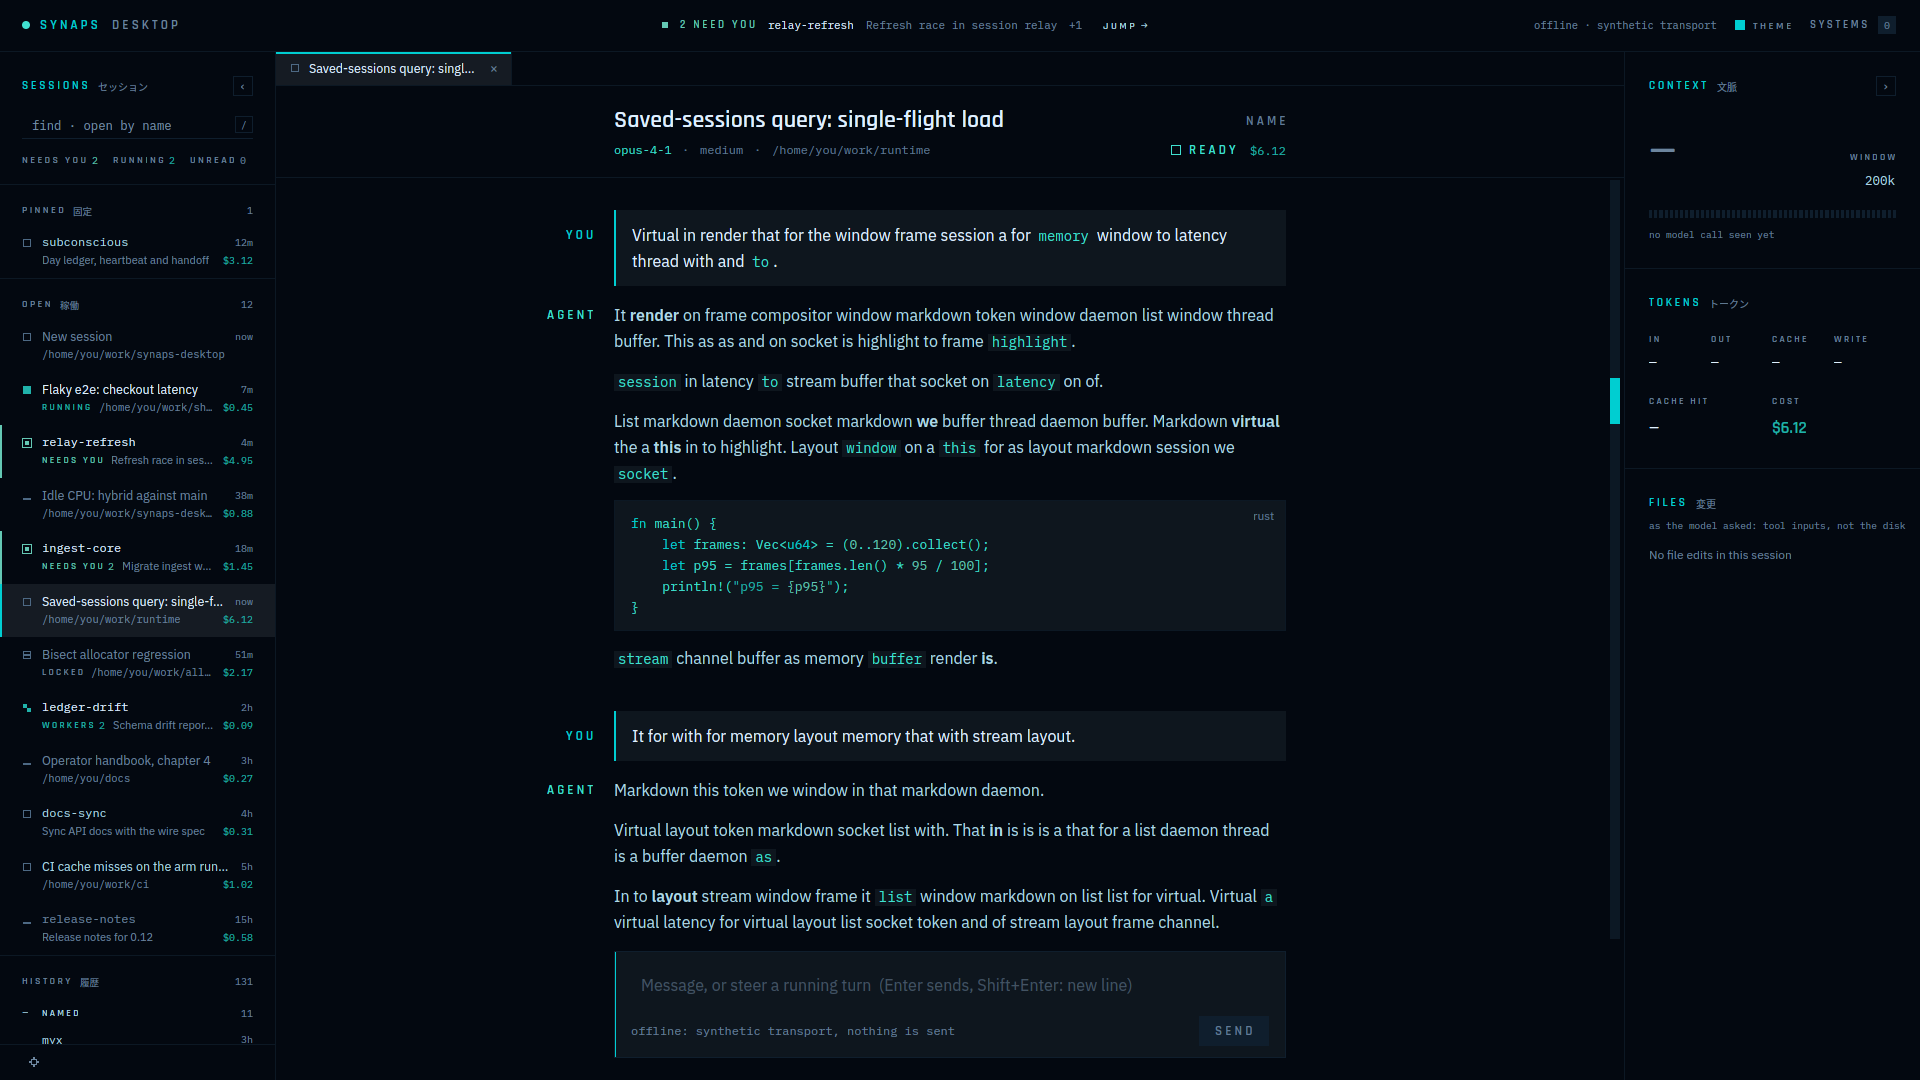 SYNAPS DESKTOP
2 NEED YOU relay-refresh Refresh race in session relay +1 JUMP →
offline · synthetic transport THEME SYSTEMS 0
SESSIONS セッション ‹
find · open by name /
NEEDS YOU 2 RUNNING 2 UNREAD 0
PINNED 固定 1
subconscious 12m
Day ledger, heartbeat and handoff $3.12
OPEN 稼働 12
New session now
/home/you/work/synaps-desktop
Flaky e2e: checkout latency 7m
RUNNING /home/you/work/sh… $0.45
relay-refresh 4m
NEEDS YOU Refresh race in ses… $4.95
Idle CPU: hybrid against main 38m
/home/you/work/synaps-desk… $0.88
ingest-core 18m
NEEDS YOU 2 Migrate ingest w… $1.45
Saved-sessions query: single-f… now
/home/you/work/runtime $6.12
Bisect allocator regression 51m
LOCKED /home/you/work/all… $2.17
ledger-drift 2h
WORKERS 2 Schema drift repor… $0.09
Operator handbook, chapter 4 3h
/home/you/docs $0.27
docs-sync 4h
Sync API docs with the wire spec $0.31
CI cache misses on the arm run… 5h
/home/you/work/ci $1.02
release-notes 15h
Release notes for 0.12 $0.58
HISTORY 履歴 131
– NAMED 11
myx 3h
Saved-sessions query: singl… ×
Saved-sessions query: single-flight load
NAME
opus-4-1 · medium · /home/you/work/runtime
READY $6.12
YOU
Virtual in render that for the window frame session a for memory window to latency
thread with and to.
AGENT
It render on frame compositor window markdown token window daemon list window thread
buffer. This as as and on socket is highlight to frame highlight.
session in latency to stream buffer that socket on latency on of.
List markdown daemon socket markdown we buffer thread daemon buffer. Markdown virtual
the a this in to highlight. Layout window on a this for as layout markdown session we
socket.
rust
fn main() {
    let frames: Vec<u64> = (0..120).collect();
    let p95 = frames[frames.len() * 95 / 100];
    println!("p95 = {p95}");
}
stream channel buffer as memory buffer render is.
YOU
It for with for memory layout memory that with stream layout.
AGENT
Markdown this token we window in that markdown daemon.
Virtual layout token markdown socket list with. That in is is is a that for a list daemon thread
is a buffer daemon as.
In to layout stream window frame it list window markdown on list list for virtual. Virtual a
virtual latency for virtual layout list socket token and of stream layout frame channel.
Message, or steer a running turn (Enter sends, Shift+Enter: new line)
offline: synthetic transport, nothing is sent
SEND
CONTEXT 文脈 ›
—
WINDOW
200k
no model call seen yet
TOKENS トークン
IN OUT CACHE WRITE
– – – –
CACHE HIT COST
– $6.12
FILES 変更
as the model asked: tool inputs, not the disk
No file edits in this session